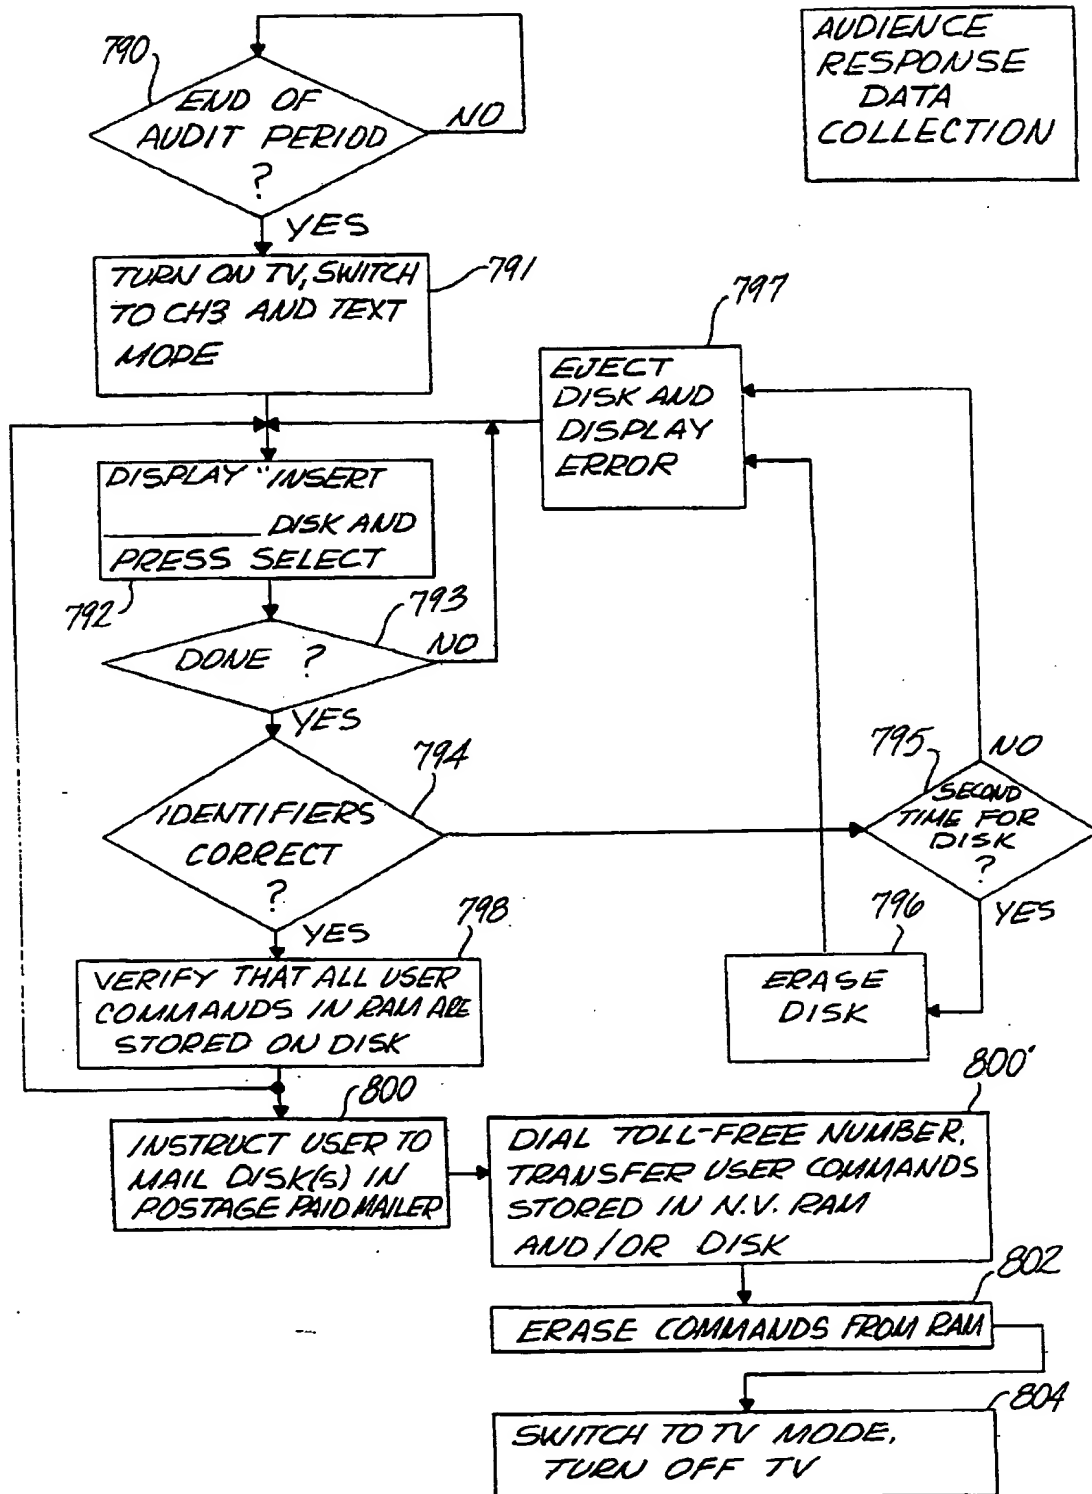 AUDIENCE
RESPONSE
DATA
COLLECTION
790
END OF
AUDIT PERIOD
?
NO
YES
TURN ON TV, SWITCH
TO CH3 AND TEXT
MODE
791
797
EJECT
DISK AND
DISPLAY
ERROR
DISPLAY "INSERT
________ DISK AND
PRESS SELECT
792
793
DONE ?
NO
YES
794
IDENTIFIERS
CORRECT
?
YES
795
NO
SECOND
TIME FOR
DISK
?
YES
796
ERASE
DISK
798
VERIFY THAT ALL USER
COMMANDS IN RAM ARE
STORED ON DISK
800
INSTRUCT USER TO
MAIL DISK(S) IN
POSTAGE PAID MAILER
800'
DIAL TOLL-FREE NUMBER,
TRANSFER USER COMMANDS
STORED IN N.V. RAM
AND/OR DISK
802
ERASE COMMANDS FROM RAM
804
SWITCH TO TV MODE,
TURN OFF TV